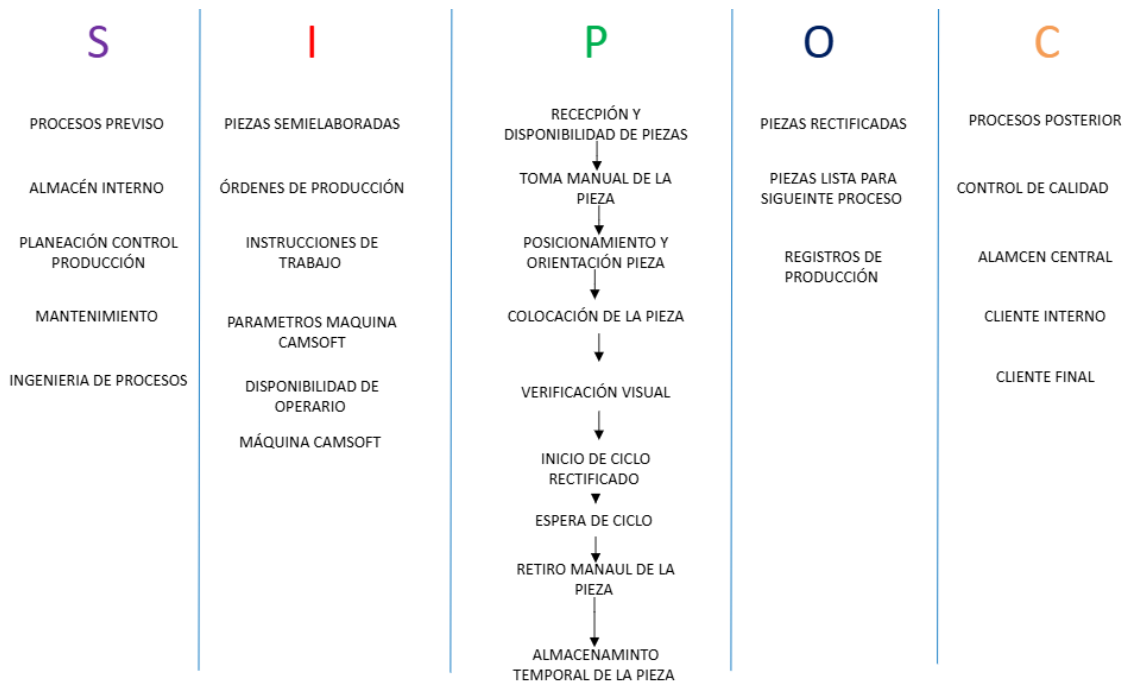 S
PROCESOS PREVISO
ALMACÉN INTERNO
PLANEACIÓN CONTROL
PRODUCCIÓN
MANTENIMIENTO
INGENIERIA DE PROCESOS
I
PIEZAS SEMIELABORADAS
ÓRDENES DE PRODUCCIÓN
INSTRUCCIONES DE
TRABAJO
PARAMETROS MAQUINA
CAMSOFT
DISPONIBILIDAD DE
OPERARIO
MÁQUINA CAMSOFT
P
RECECPIÓN Y
DISPONIBILIDAD DE PIEZAS
TOMA MANUAL DE LA
PIEZA
POSICIONAMIENTO Y
ORIENTACIÓN PIEZA
COLOCACIÓN DE LA PIEZA
VERIFICACIÓN VISUAL
INICIO DE CICLO
RECTIFICADO
ESPERA DE CICLO
RETIRO MANAUL DE LA
PIEZA
ALMACENAMINTO
TEMPORAL DE LA PIEZA
O
PIEZAS RECTIFICADAS
PIEZAS LISTA PARA
SIGUEINTE PROCESO
REGISTROS DE
PRODUCCIÓN
C
PROCESOS POSTERIOR
CONTROL DE CALIDAD
ALAMCEN CENTRAL
CLIENTE INTERNO
CLIENTE FINAL